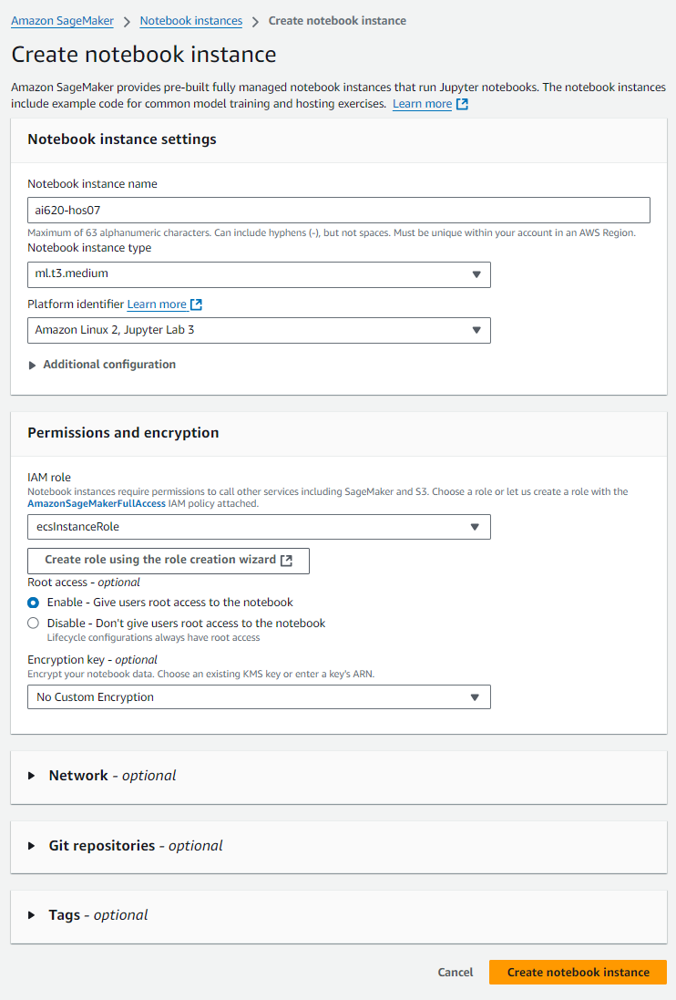 Amazon SageMaker > Notebook instances > Create notebook instance
Create notebook instance
Amazon SageMaker provides pre-built fully managed notebook instances that run Jupyter notebooks. The notebook instances
include example code for common model training and hosting exercises. Learn more
Notebook instance settings
Notebook instance name
ai620-hos07
Maximum of 63 alphanumeric characters. Can include hyphens (-), but not spaces. Must be unique within your account in an AWS Region.
Notebook instance type
ml.t3.medium
Platform identifier Learn more
Amazon Linux 2, Jupyter Lab 3
Additional configuration
Permissions and encryption
IAM role
Notebook instances require permissions to call other services including SageMaker and S3. Choose a role or let us create a role with the
AmazonSageMakerFullAccess IAM policy attached.
ecsInstanceRole
Create role using the role creation wizard
Root access - optional
Enable - Give users root access to the notebook
Disable - Don't give users root access to the notebook
Lifecycle configurations always have root access
Encryption key - optional
Encrypt your notebook data. Choose an existing KMS key or enter a key's ARN.
No Custom Encryption
Network - optional
Git repositories - optional
Tags - optional
Cancel Create notebook instance